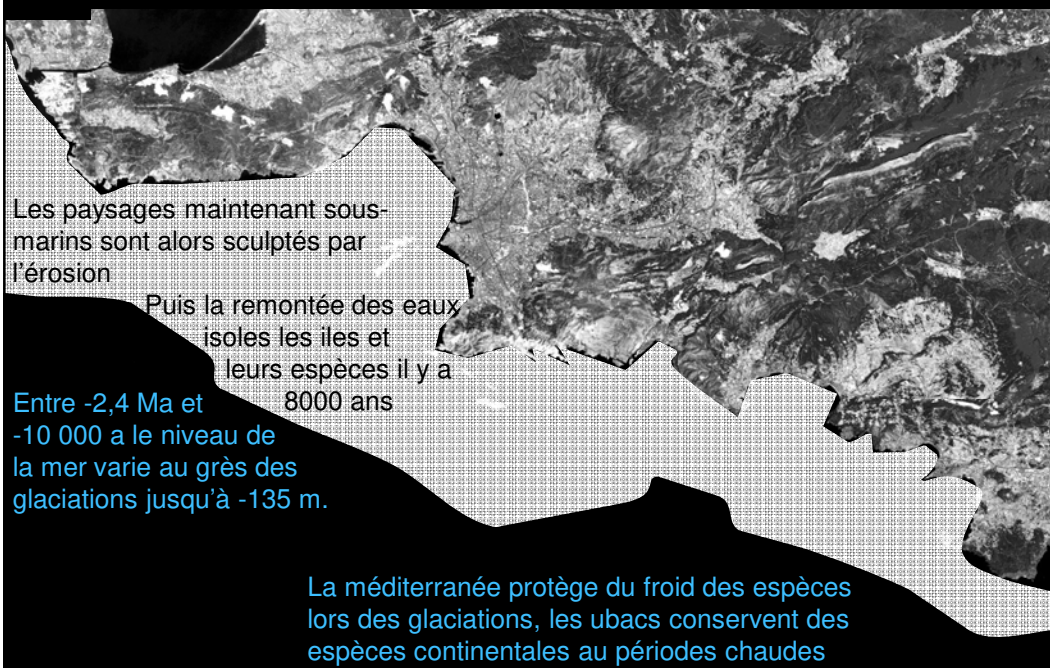 Les paysages maintenant sous-
marins sont alors sculptés par
l'érosion
Puis la remontée des eaux
isoles les iles et
leurs espèces il y a
8000 ans
Entre -2,4 Ma et
-10 000 a le niveau de
la mer varie au grès des
glaciations jusqu'à -135 m.
La méditerranée protège du froid des espèces
lors des glaciations, les ubacs conservent des
espèces continentales au périodes chaudes